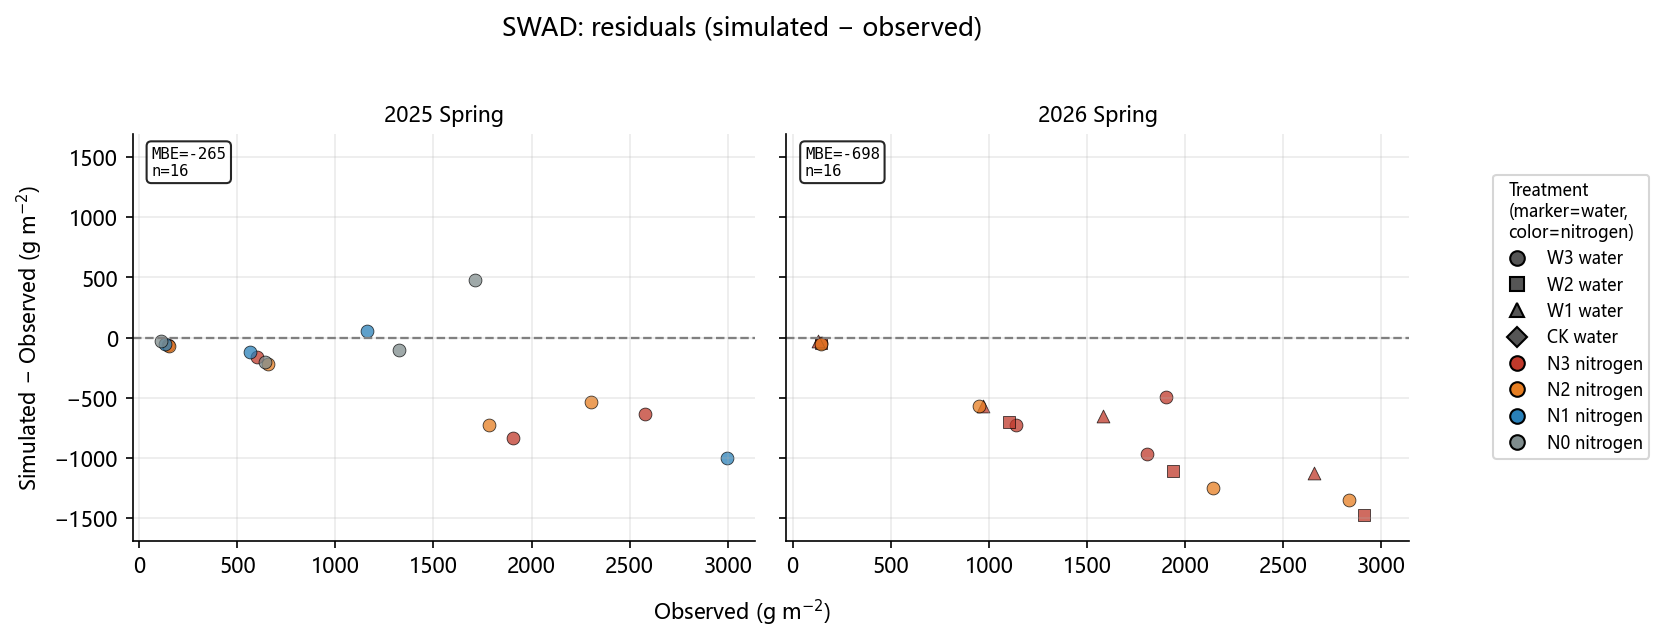 SWAD: residuals (simulated − observed)
2025 Spring
2026 Spring
MBE=-265
n=16
MBE=-698
n=16
1500
1000
500
0
−500
−1000
−1500
Simulated − Observed (g m⁻²)
0 500 1000 1500 2000 2500 3000
0 500 1000 1500 2000 2500 3000
Observed (g m⁻²)
Treatment
(marker=water,
color=nitrogen)
W3 water
W2 water
W1 water
CK water
N3 nitrogen
N2 nitrogen
N1 nitrogen
N0 nitrogen